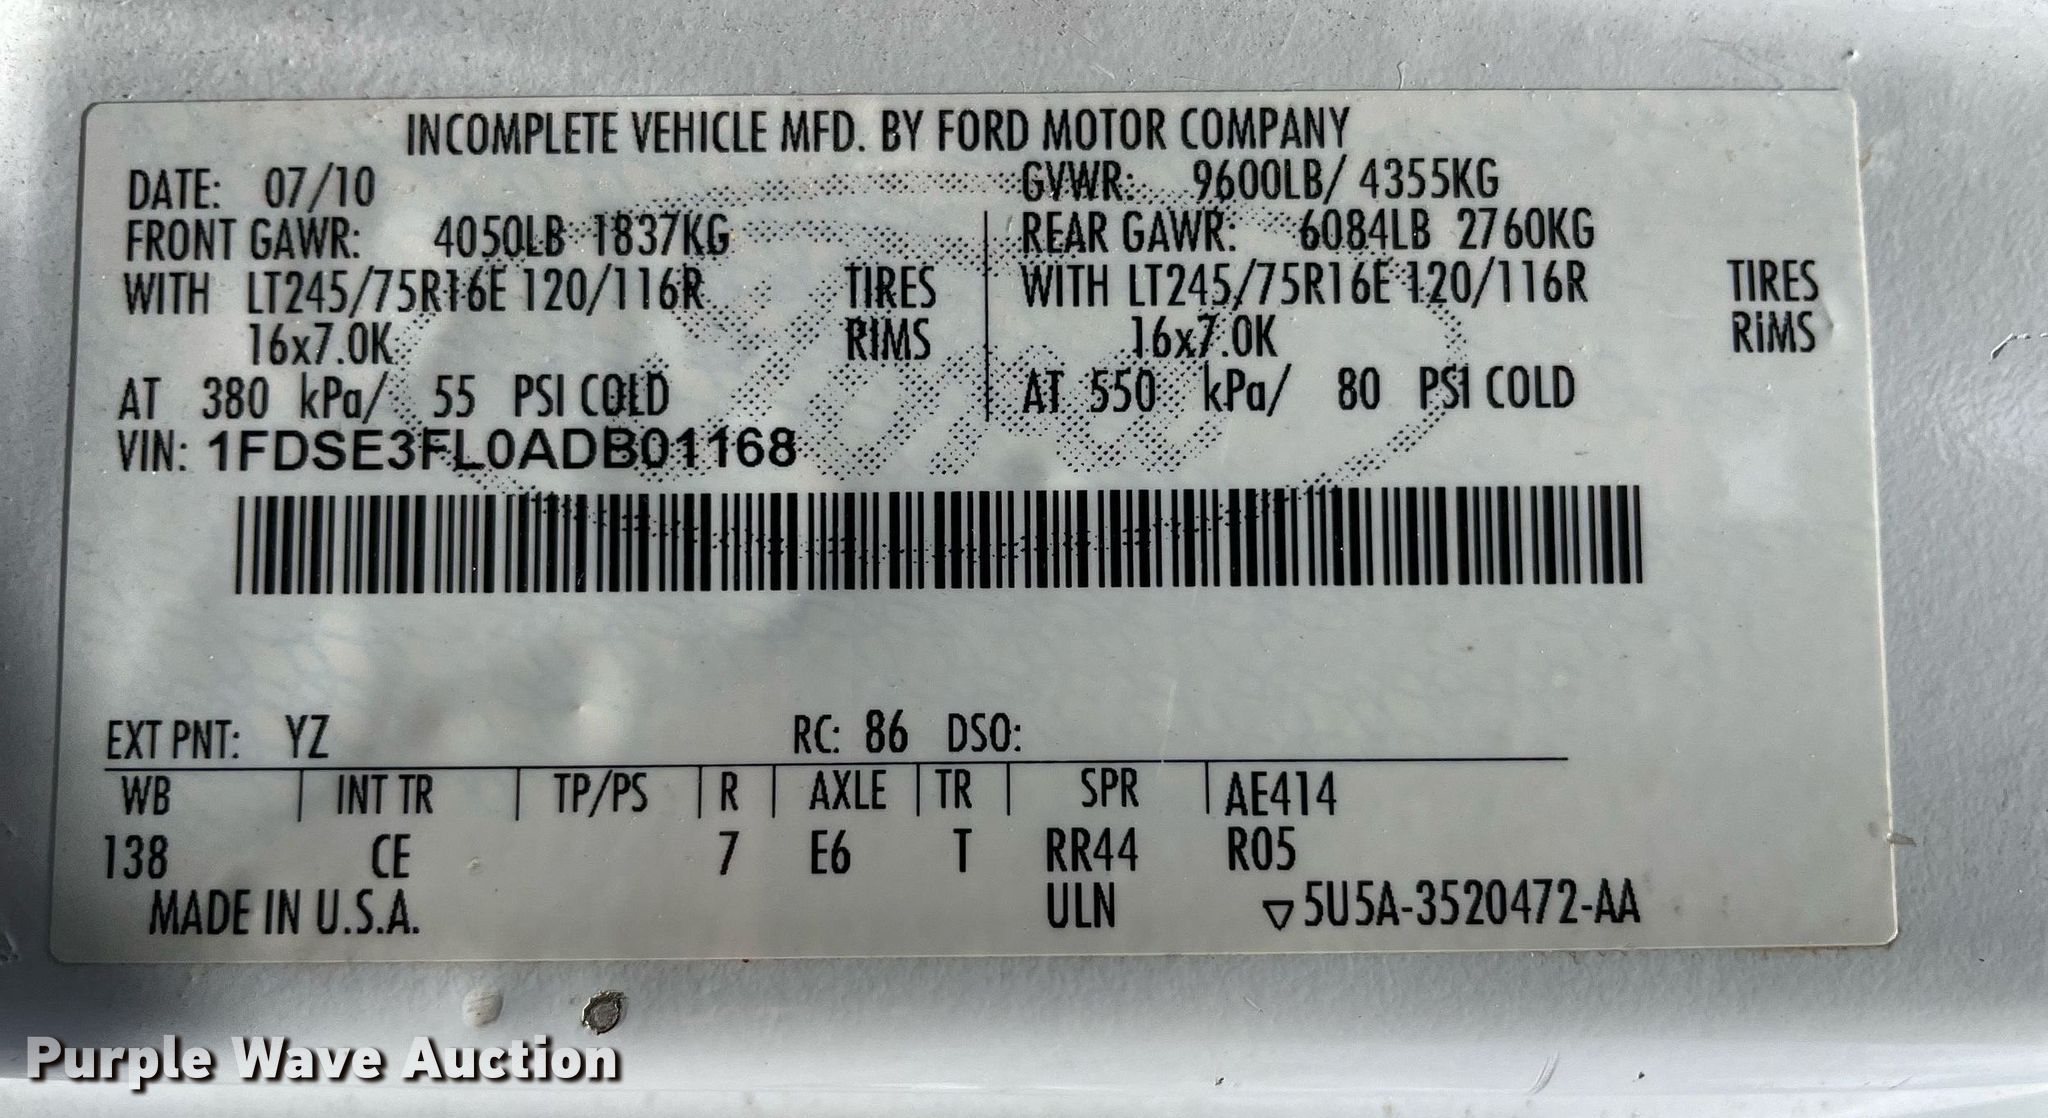 INCOMPLETE VEHICLE MFD. BY FORD MOTOR COMPANY
DATE: 07/10 GVWR: 9600LB/ 4355KG
FRONT GAWR: 4050LB 1837KG REAR GAWR: 6084LB 2760KG
WITH LT245/75R16E 120/116R TIRES WITH LT245/75R16E 120/116R TIRES
16x7.0K RIMS 16x7.0K RIMS
AT 380 kPa/ 55 PSI COLD AT 550 kPa/ 80 PSI COLD
VIN: 1FDSE3FL0ADB01168
EXT PNT: YZ RC: 86 DSO:
WB INT TR TP/PS R AXLE TR SPR AE414
138 CE 7 E6 T RR44 R05
MADE IN U.S.A. ULN ▽5U5A-3520472-AA
Purple Wave Auction